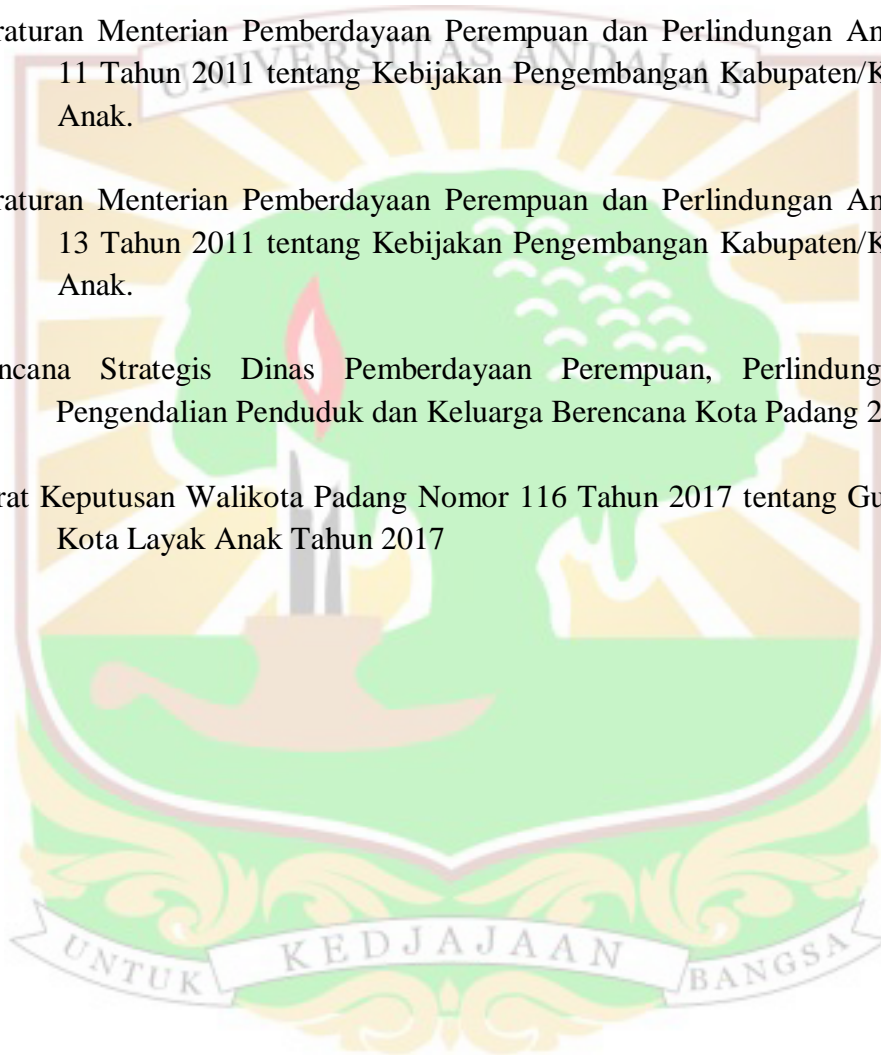 raturan Menterian Pemberdayaan Perempuan dan Perlindungan An
11 Tahun 2011 tentang Kebijakan Pengembangan Kabupaten/K
Anak.
raturan Menterian Pemberdayaan Perempuan dan Perlindungan An
13 Tahun 2011 tentang Kebijakan Pengembangan Kabupaten/K
Anak.
ncana Strategis Dinas Pemberdayaan Perempuan, Perlindung
Pengendalian Penduduk dan Keluarga Berencana Kota Padang 2
rat Keputusan Walikota Padang Nomor 116 Tahun 2017 tentang Gu
Kota Layak Anak Tahun 2017
UNIVERSITAS ANDALAS
UNTUK KEDJAJAAN BANGSA